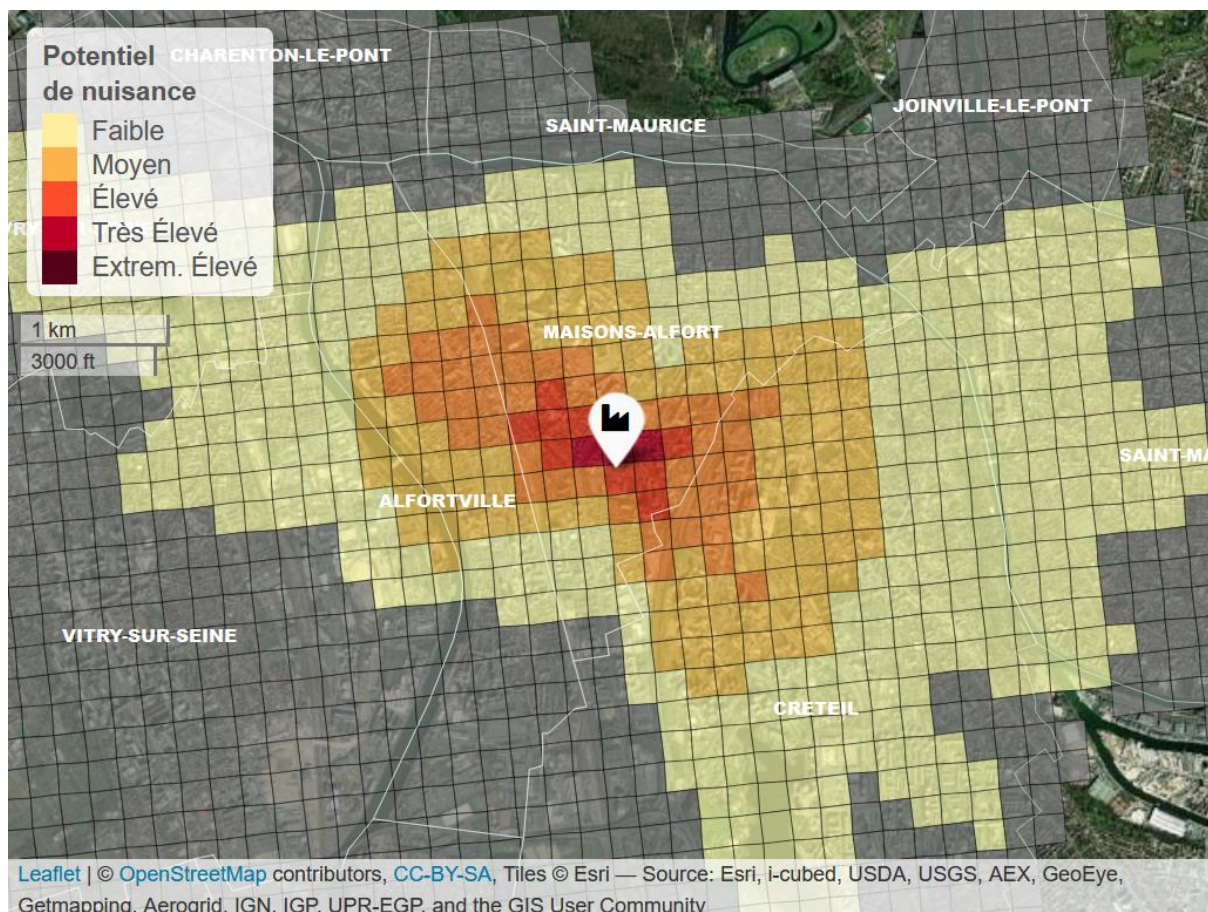 Potentiel
de nuisance
Faible
Moyen
Élevé
Très Élevé
Extrem. Élevé
CHARENTON-LE-PONT
SAINT-MAURICE
JOINVILLE-LE-PONT
1 km
3000 ft
MAISONS-ALFORT
ALFORTVILLE
VITRY-SUR-SEINE
CRETEIL
Leaflet | © OpenStreetMap contributors, CC-BY-SA, Tiles © Esri — Source: Esri, i-cubed, USDA, USGS, AEX, GeoEye,
Getmapping, Aerogrid, IGN, IGP, UPR-EGP, and the GIS User Community